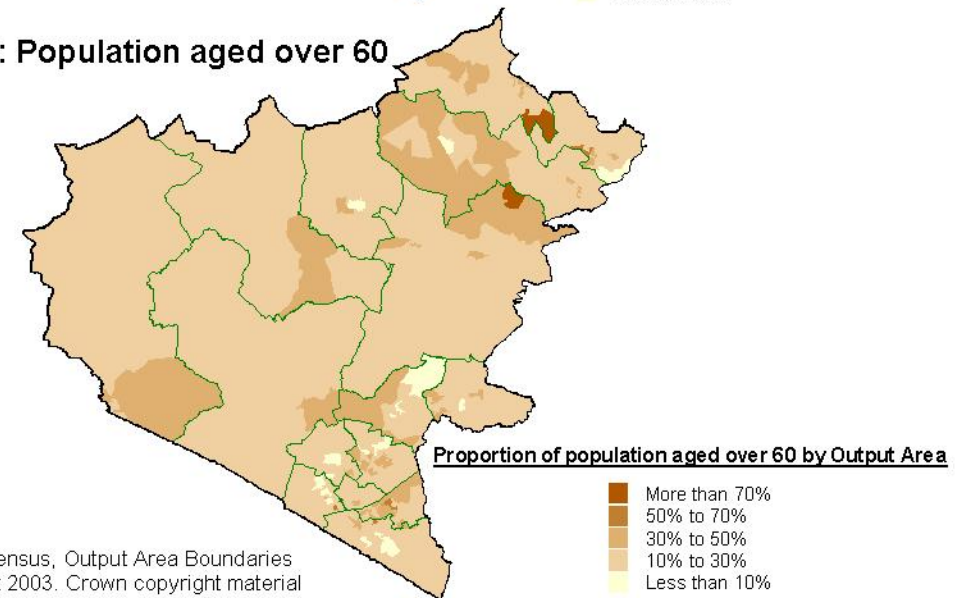 : Population aged over 60
Proportion of population aged over 60 by Output Area
More than 70%
50% to 70%
30% to 50%
10% to 30%
Less than 10%
ensus, Output Area Boundaries
2003. Crown copyright material